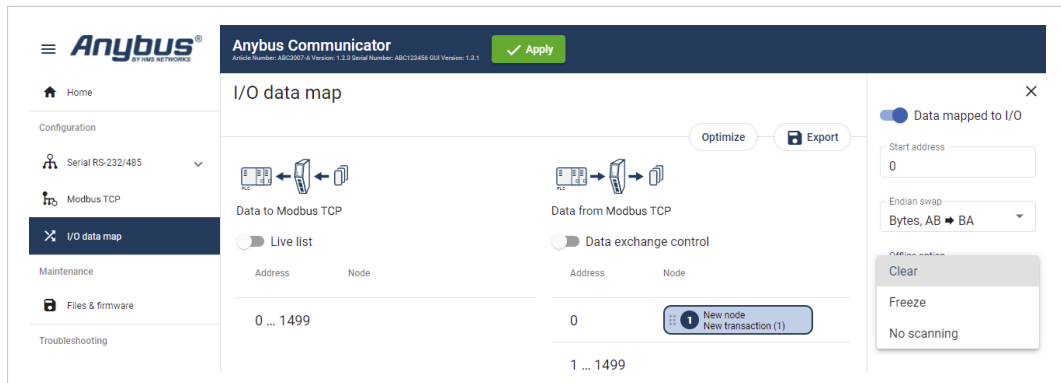 Anybus®
BY HMS NETWORKS
Anybus Communicator
Article Number: ABC3007-A Version: 1.2.3 Serial Number: ABC123456 GUI Version: 1.3.1
Apply
Home
Configuration
Serial RS-232/485
Modbus TCP
I/O data map
Maintenance
Files & firmware
Troubleshooting
I/O data map
Optimize
Export
PLC
PLC
Data to Modbus TCP
Data from Modbus TCP
Live list
Data exchange control
Address Node
Address Node
0 ... 1499
0
1
New node
New transaction (1)
1 ... 1499
Data mapped to I/O
Start address
0
Endian swap
Bytes, AB ➡ BA
Offline option
Clear
Freeze
No scanning